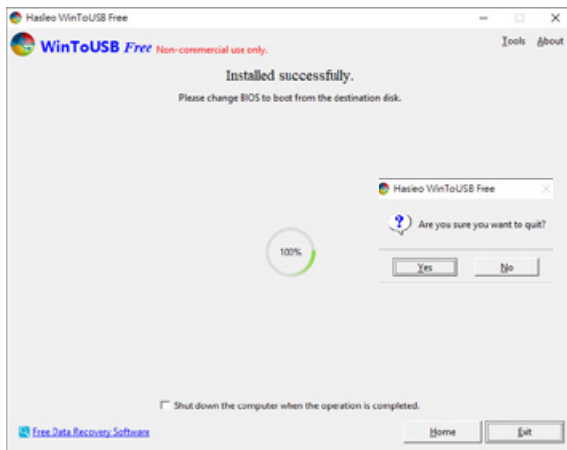 Hasleo WinToUSB Free
WinToUSB Free Non-commercial use only.
Tools About
Installed successfully.
Please change BIOS to boot from the destination disk.
Hasleo WinToUSB Free
Are you sure you want to quit?
Yes No
100%
Shut down the computer when the operation is completed.
Free Data Recovery Software
Home Exit